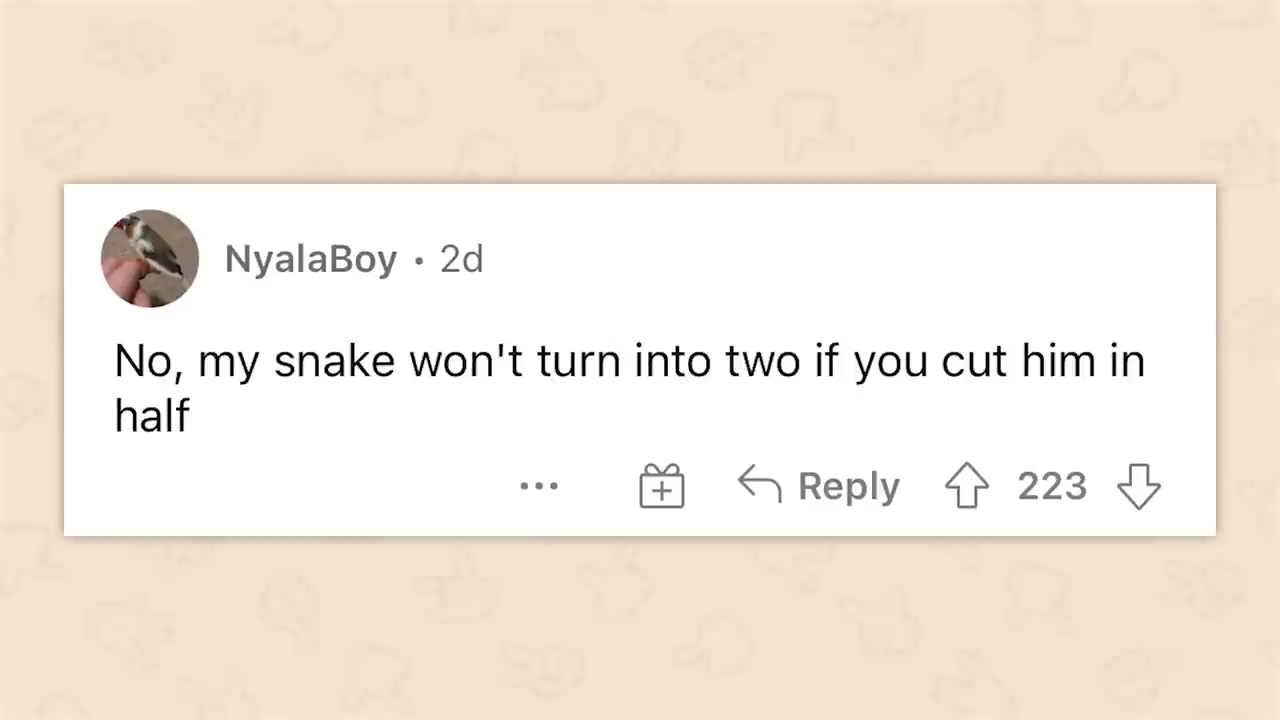 NyalaBoy • 2d
No, my snake won't turn into two if you cut him in
half
... Reply 223